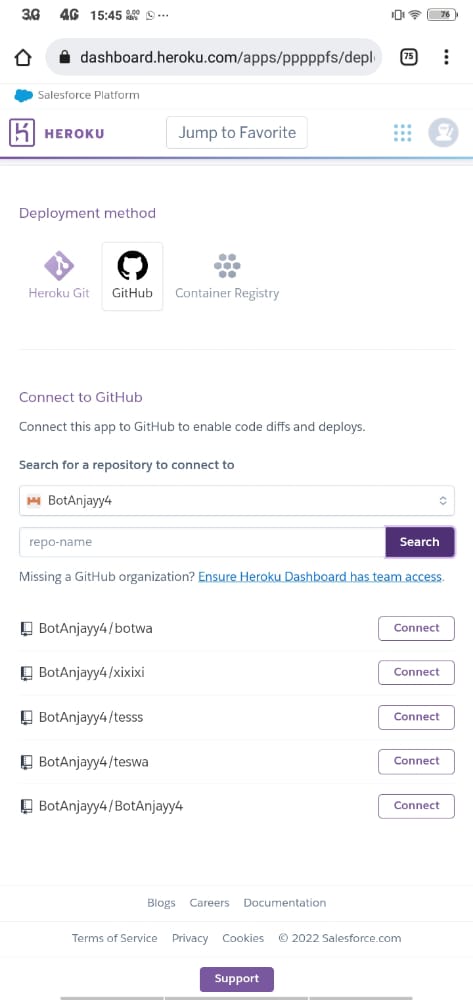 3G 4G 15:45 0,00 KB/s ... 76
dashboard.heroku.com/apps/pppppfs/depl 75
Salesforce Platform
HEROKU Jump to Favorite
Deployment method
Heroku Git GitHub Container Registry
Connect to GitHub
Connect this app to GitHub to enable code diffs and deploys.
Search for a repository to connect to
BotAnjayy4
repo-name Search
Missing a GitHub organization? Ensure Heroku Dashboard has team access.
BotAnjayy4/botwa Connect
BotAnjayy4/xixixi Connect
BotAnjayy4/tesss Connect
BotAnjayy4/teswa Connect
BotAnjayy4/BotAnjayy4 Connect
Blogs Careers Documentation
Terms of Service Privacy Cookies © 2022 Salesforce.com
Support